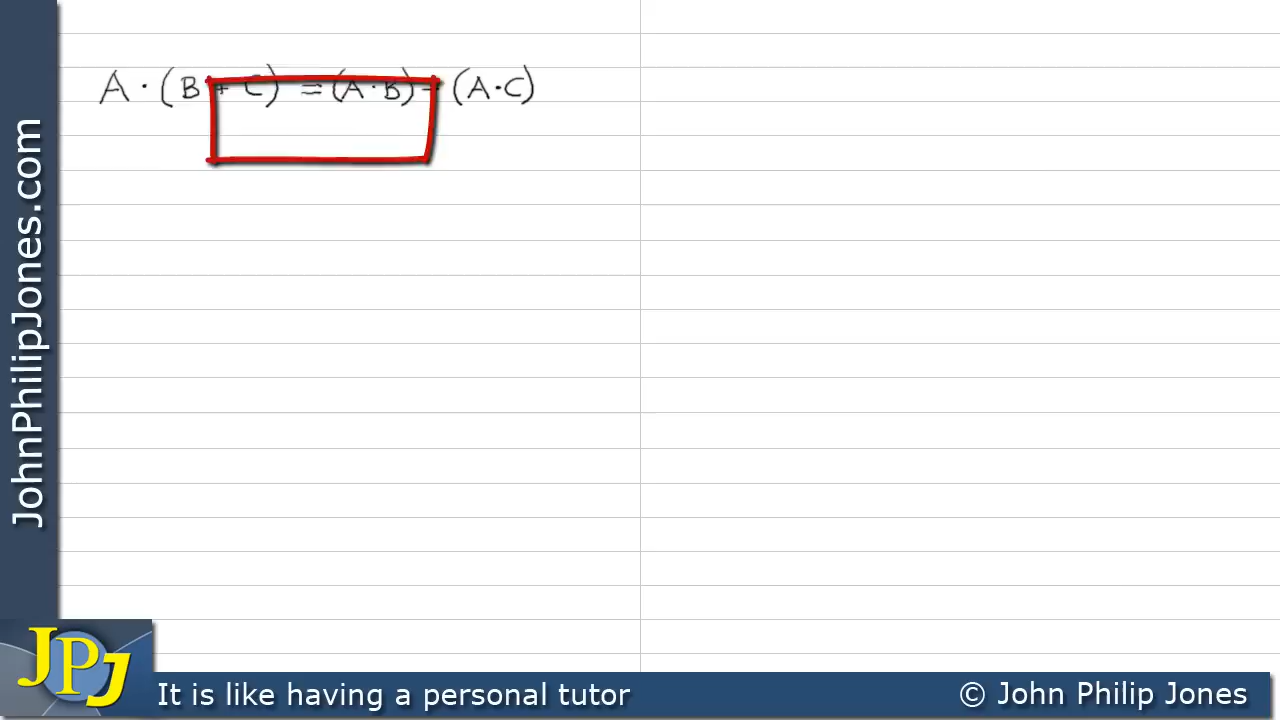 A · (B + C) = (A · B) + (A · C)
JohnPhilipJones.com
JPJ
It is like having a personal tutor
© John Philip Jones